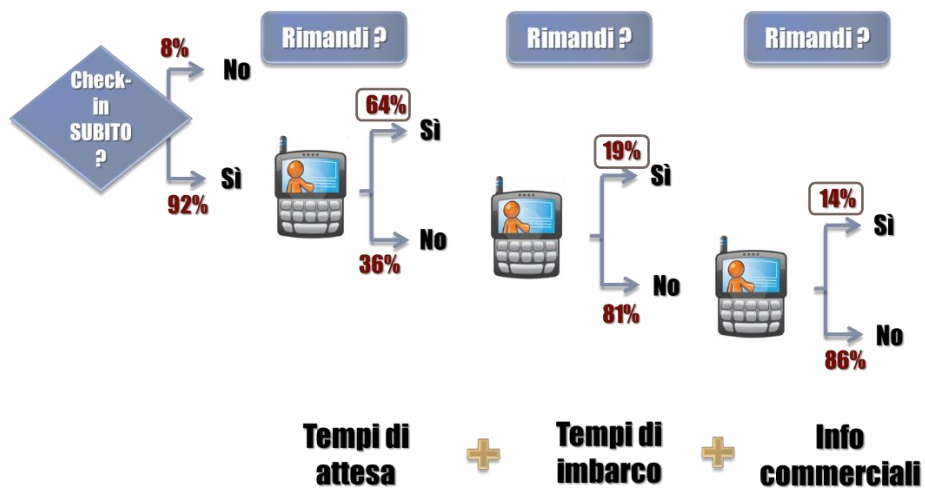 Rimandi ?
Rimandi ?
Rimandi ?
Check-
in
SUBITO
?
8%
No
Sì
92%
64%
Sì
No
36%
19%
Sì
No
81%
14%
Sì
No
86%
Tempi di
attesa
Tempi di
imbarco
Info
commerciali